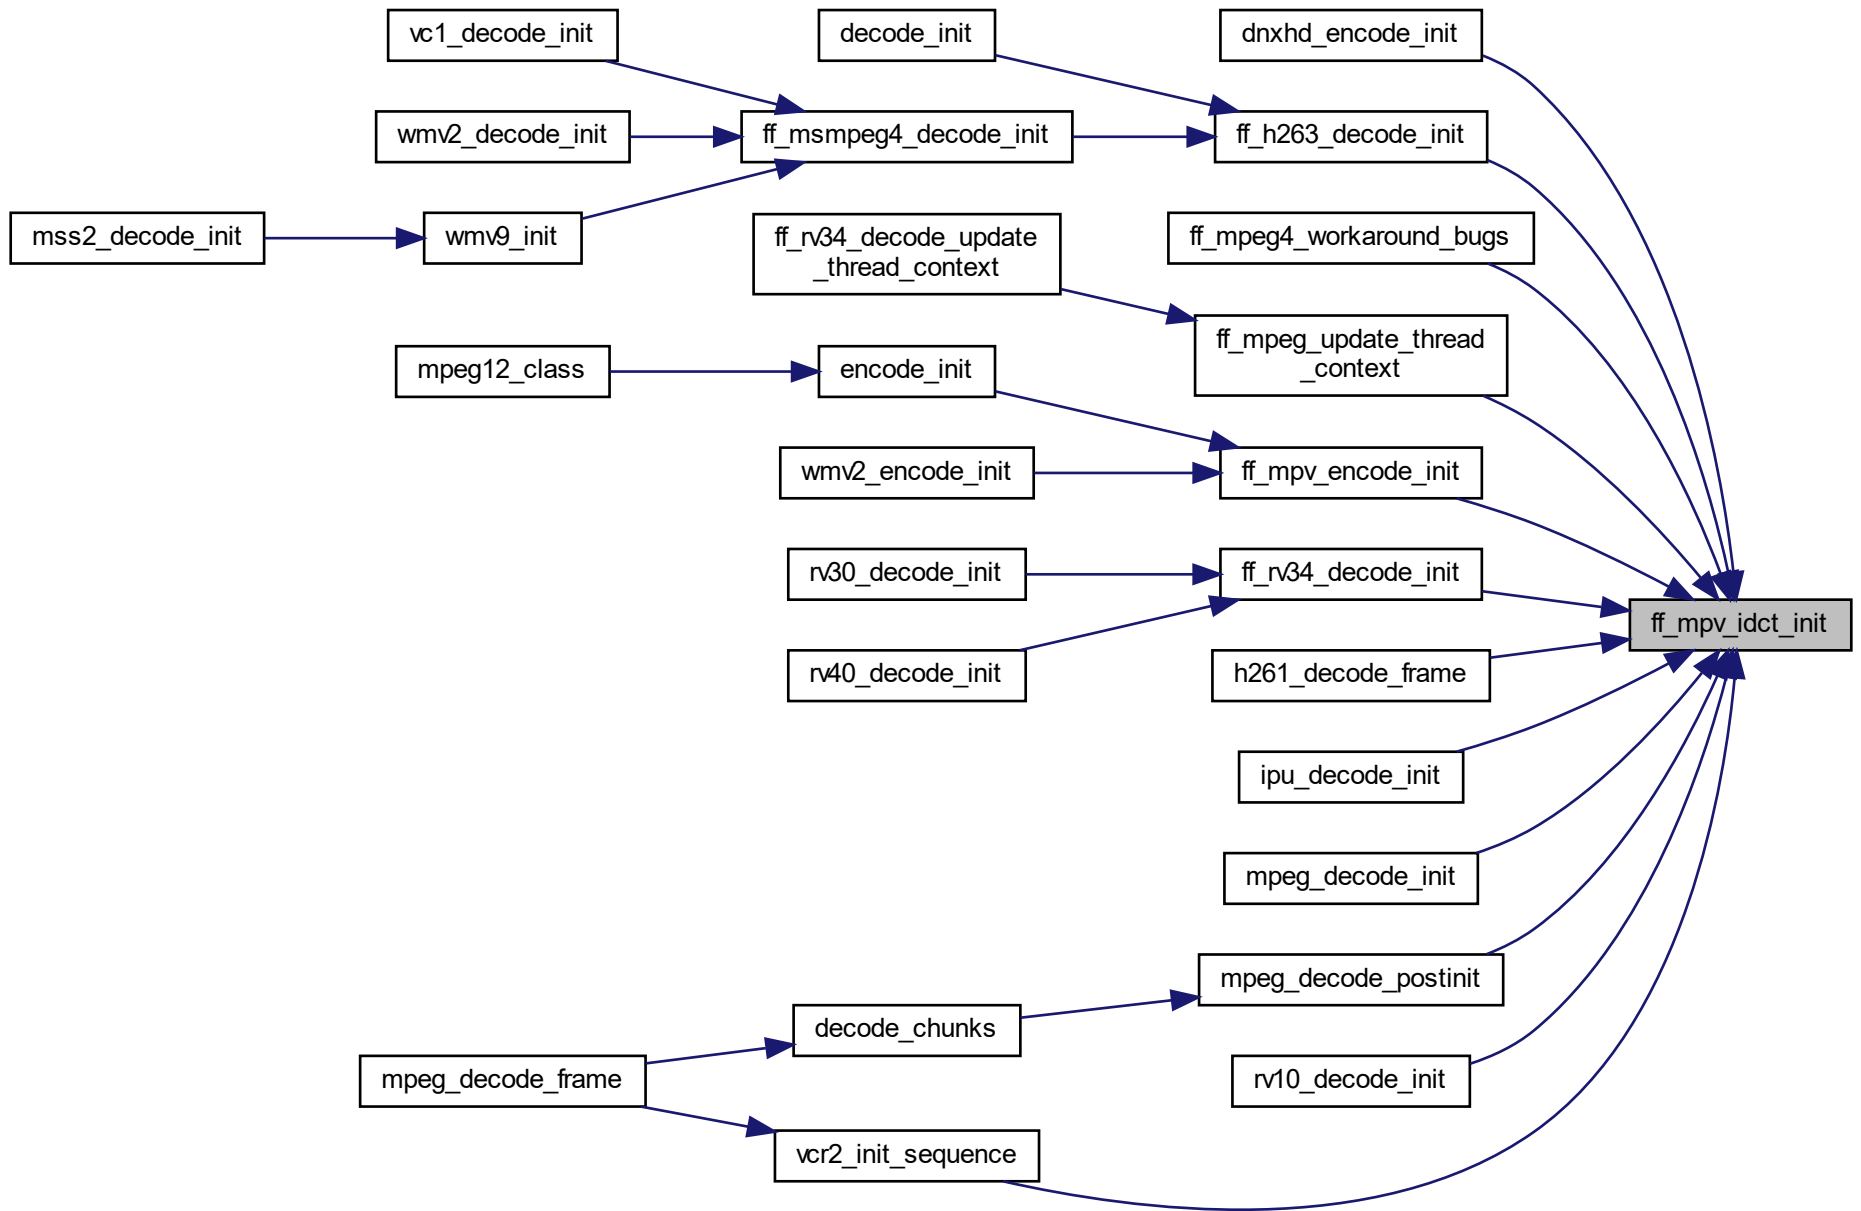 vc1_decode_init
decode_init
dnxhd_encode_init
wmv2_decode_init
ff_msmpeg4_decode_init
ff_h263_decode_init
mss2_decode_init
wmv9_init
ff_rv34_decode_update
_thread_context
ff_mpeg4_workaround_bugs
mpeg12_class
encode_init
ff_mpeg_update_thread
_context
wmv2_encode_init
ff_mpv_encode_init
rv30_decode_init
ff_rv34_decode_init
ff_mpv_idct_init
rv40_decode_init
h261_decode_frame
ipu_decode_init
mpeg_decode_init
mpeg_decode_postinit
decode_chunks
mpeg_decode_frame
rv10_decode_init
vcr2_init_sequence